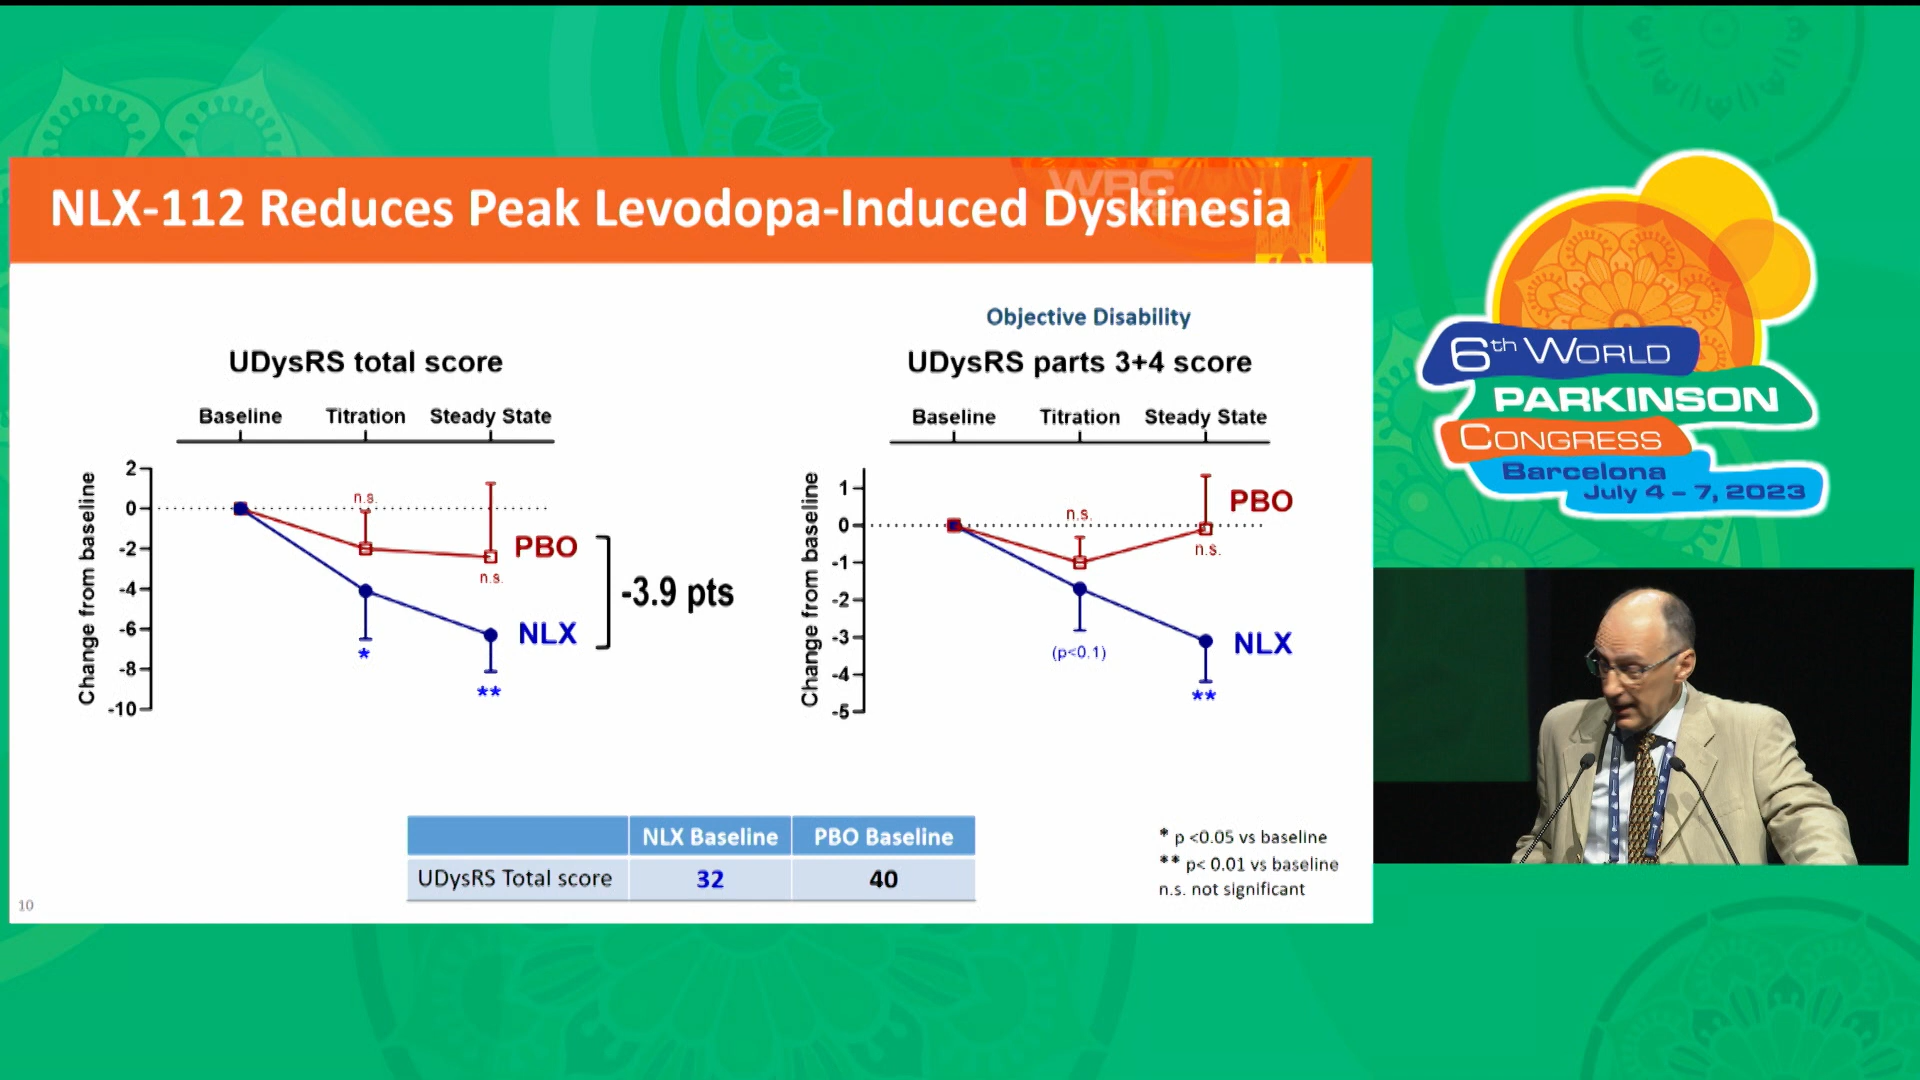 WPC
NLX-112 Reduces Peak Levodopa-Induced Dyskinesia
UDysRS total score
Baseline Titration Steady State
Change from baseline
2
0
-2
-4
-6
-8
-10
n.s.
PBO
n.s.
NLX
*
**
-3.9 pts
Objective Disability
UDysRS parts 3+4 score
Baseline Titration Steady State
Change from baseline
1
0
-1
-2
-3
-4
-5
n.s.
PBO
n.s.
NLX
(p<0.1)
**
NLX Baseline PBO Baseline
UDysRS Total score 32 40
* p <0.05 vs baseline
** p< 0.01 vs baseline
n.s. not significant
10
6th World
Parkinson
Congress
Barcelona
July 4 – 7, 2023